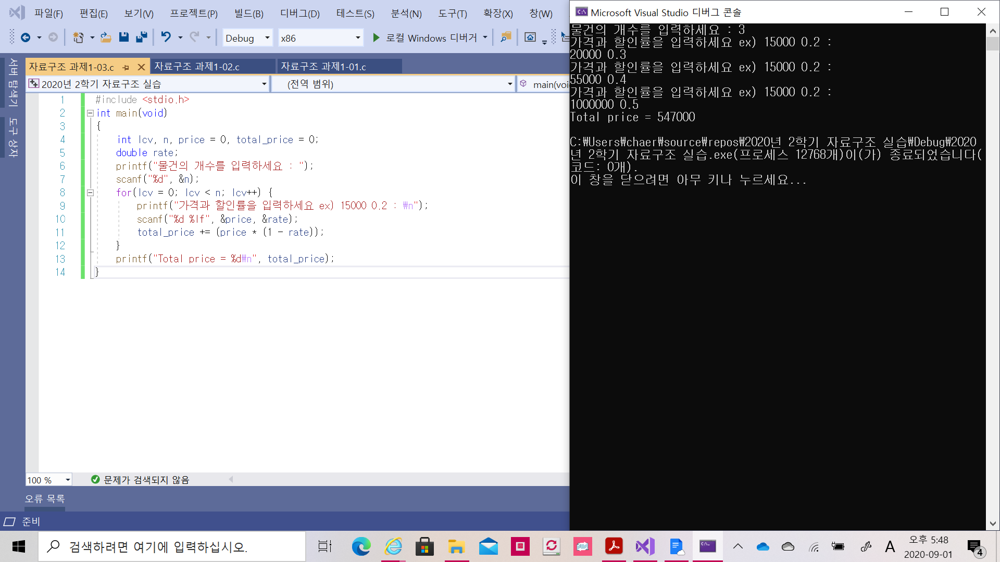 파일(F) 편집(E) 보기(V) 프로젝트(P) 빌드(B) 디버그(D) 테스트(S) 분석(N) 도구(T) 확장(X) 창(W)
Debug x86 로컬 Windows 디버거
서버 탐색기
도구 상자
자료구조 과제1-03.c 자료구조 과제1-02.c 자료구조 과제1-01.c
2020년 2학기 자료구조 실습 (전역 범위) main(voi
1 #include <stdio.h>
2 int main(void)
3 {
4 int lcv, n, price = 0, total_price = 0;
5 double rate;
6 printf("물건의 개수를 입력하세요 : ");
7 scanf("%d", &n);
8 for(lcv = 0; lcv < n; lcv++) {
9 printf("가격과 할인률을 입력하세요 ex) 15000 0.2 : ₩n");
10 scanf("%d %lf", &price, &rate);
11 total_price += (price * (1 - rate));
12 }
13 printf("Total price = %d₩n", total_price);
14 }
100 % 문제가 검색되지 않음
오류 목록
준비
Microsoft Visual Studio 디버그 콘솔
물건의 개수를 입력하세요 : 3
가격과 할인률을 입력하세요 ex) 15000 0.2 :
20000 0.3
가격과 할인률을 입력하세요 ex) 15000 0.2 :
55000 0.4
가격과 할인률을 입력하세요 ex) 15000 0.2 :
1000000 0.5
Total price = 547000
C:₩Users₩chaer₩source₩repos₩2020년 2학기 자료구조 실습₩Debug₩2020
년 2학기 자료구조 실습.exe(프로세스 12768개)이(가) 종료되었습니다(
코드: 0개).
이 창을 닫으려면 아무 키나 누르세요...
검색하려면 여기에 입력하십시오.
A
오후 5:48
2020-09-01
4